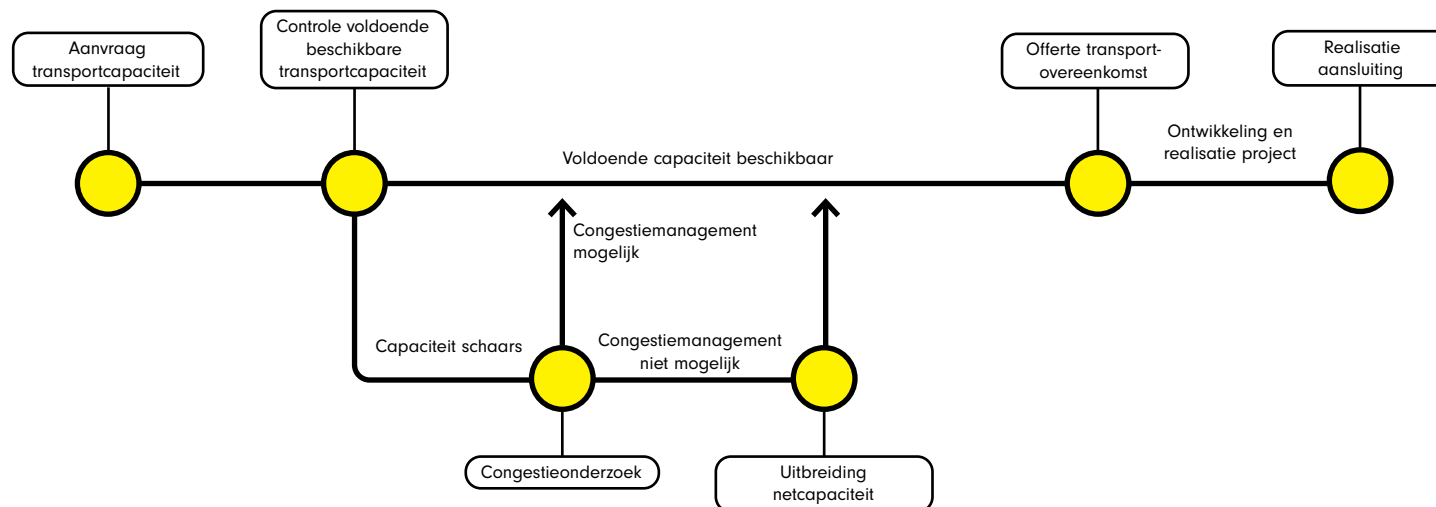 Aanvraag
transportcapaciteit
Controle voldoende
beschikbare
transportcapaciteit
Offerte transport-
overeenkomst
Realisatie
aansluiting
Voldoende capaciteit beschikbaar
Ontwikkeling en
realisatie project
Congestiemanagement
mogelijk
Capaciteit schaars
Congestiemanagement
niet mogelijk
Congestieonderzoek
Uitbreiding
netcapaciteit